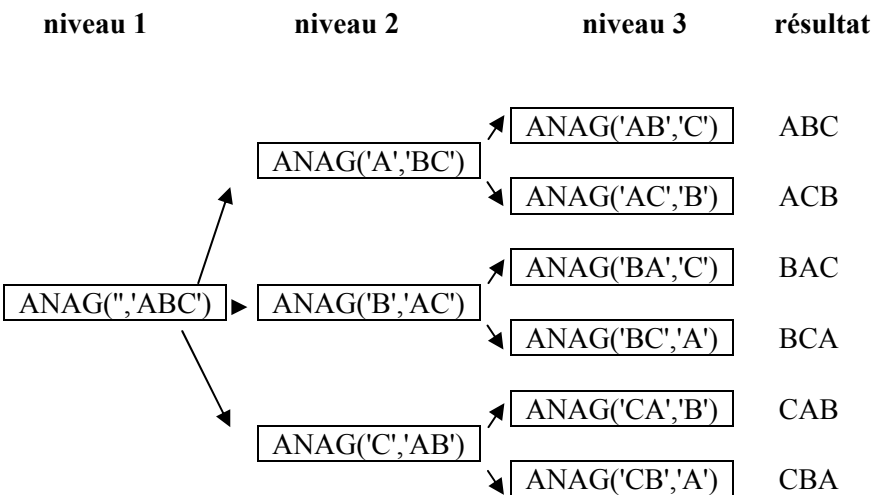 niveau 1 niveau 2 niveau 3 résultat
ANAG('AB','C') ABC
ANAG('A','BC')
ANAG('AC','B') ACB
ANAG('BA','C') BAC
ANAG('','ABC') ANAG('B','AC')
ANAG('BC','A') BCA
ANAG('CA','B') CAB
ANAG('C','AB')
ANAG('CB','A') CBA